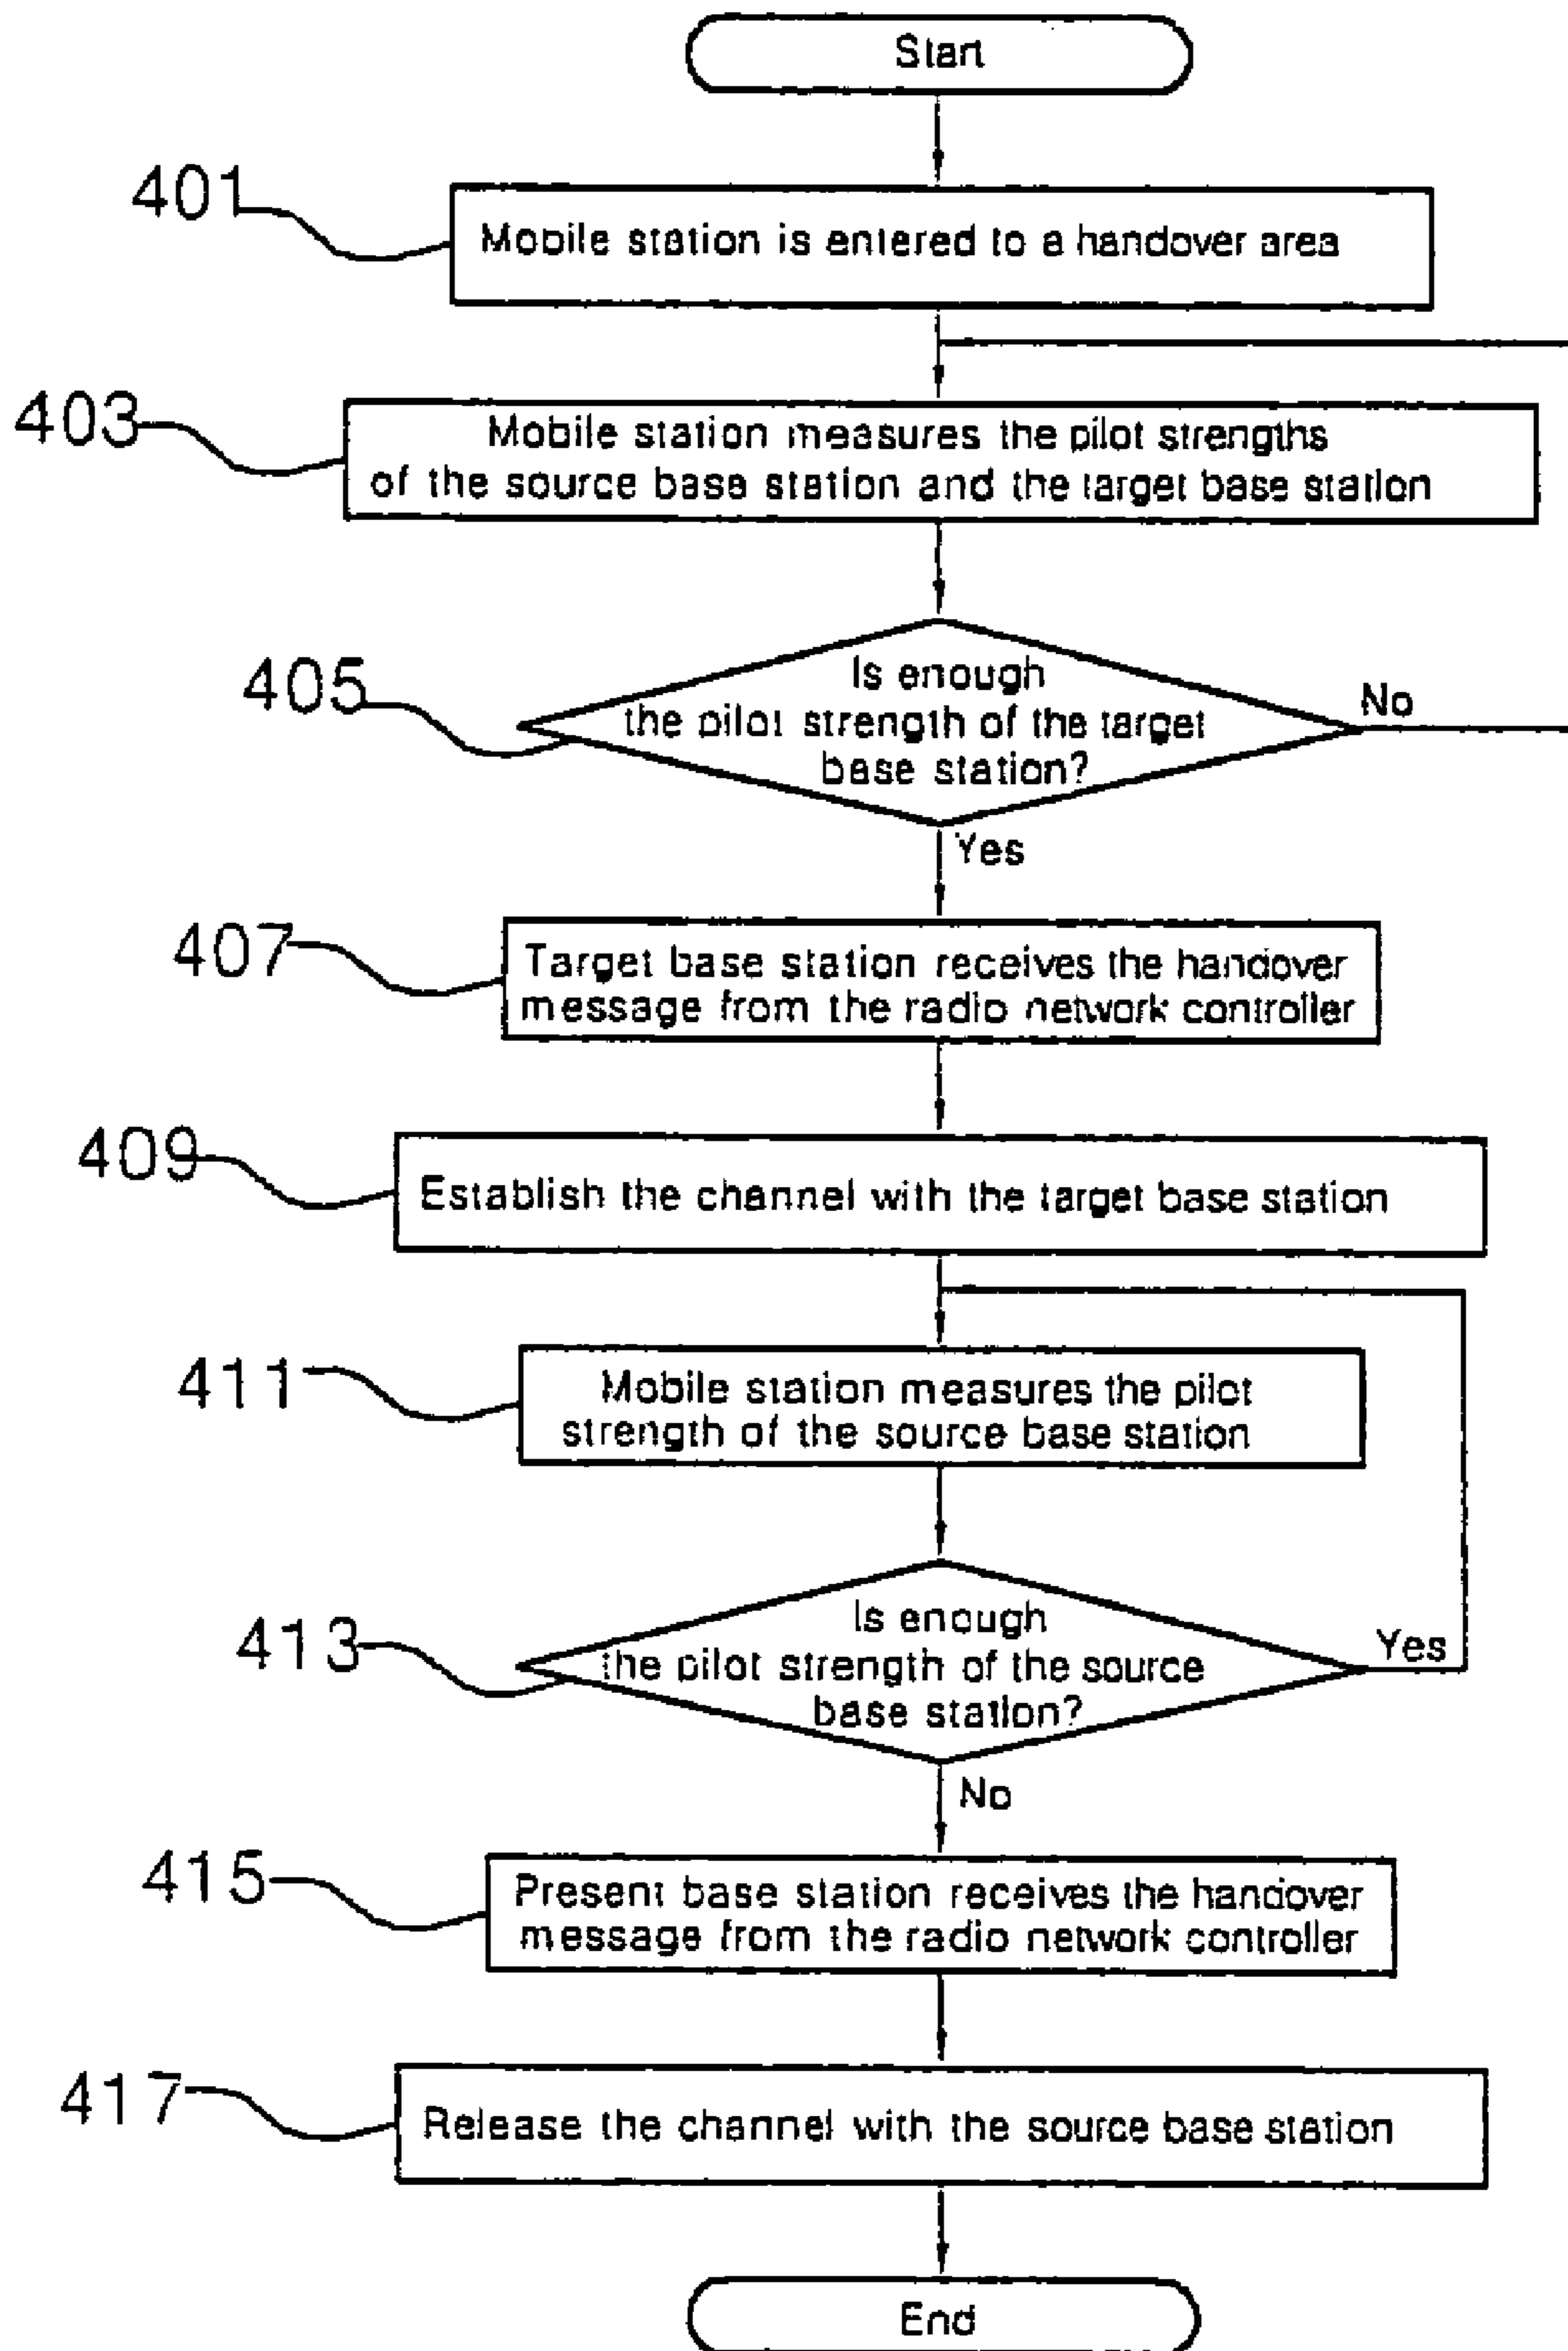 Start
401
Mobile station is entered to a handover area
403
Mobile station measures the pilot strengths
of the source base station and the target base station
405
Is enough
the pilot strength of the target
base station?
No
Yes
407
Target base station receives the handover
message from the radio network controller
409
Establish the channel with the target base station
411
Mobile station measures the pilot
strength of the source base station
413
Is enough
the pilot strength of the source
base station?
Yes
No
415
Present base station receives the handover
message from the radio network controller
417
Release the channel with the source base station
End